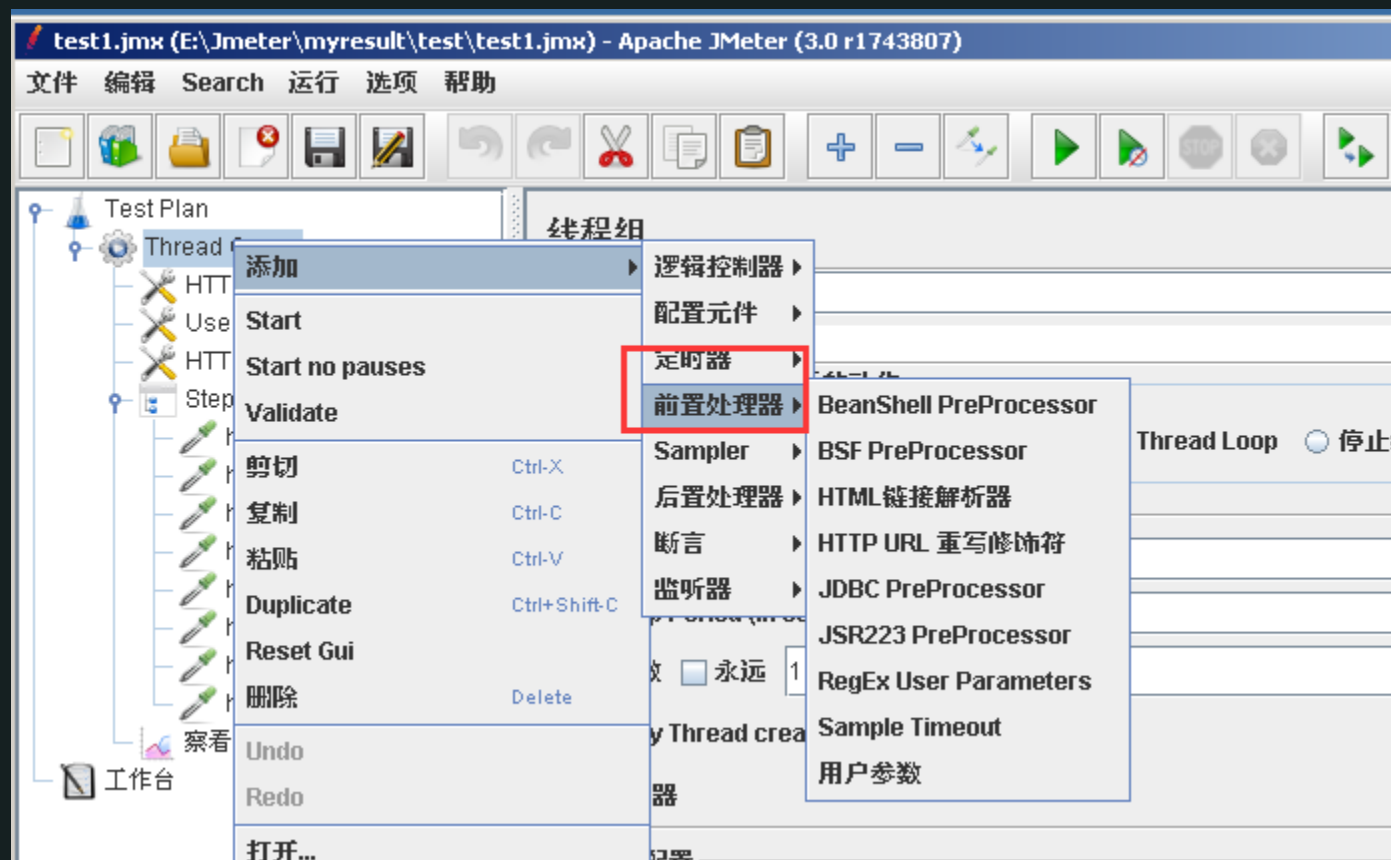 test1.jmx (E:\Jmeter\myresult\test\test1.jmx) - Apache JMeter (3.0 r1743807)
文件 编辑 Search 运行 选项 帮助
STOP
Test Plan
Thread
HTT
Use
HTT
Step
察看
工作台
线程组
添加
Start
Start no pauses
Validate
剪切 Ctrl-X
复制 Ctrl-C
粘贴 Ctrl-V
Duplicate Ctrl+Shift-C
Reset Gui
删除 Delete
Undo
Redo
打开...
逻辑控制器
配置元件
定时器
前置处理器
Sampler
后置处理器
断言
监听器
BeanShell PreProcessor
BSF PreProcessor
HTML链接解析器
HTTP URL 重写修饰符
JDBC PreProcessor
JSR223 PreProcessor
RegEx User Parameters
Sample Timeout
用户参数
Thread Loop 停止
永远 1
y Thread crea
器